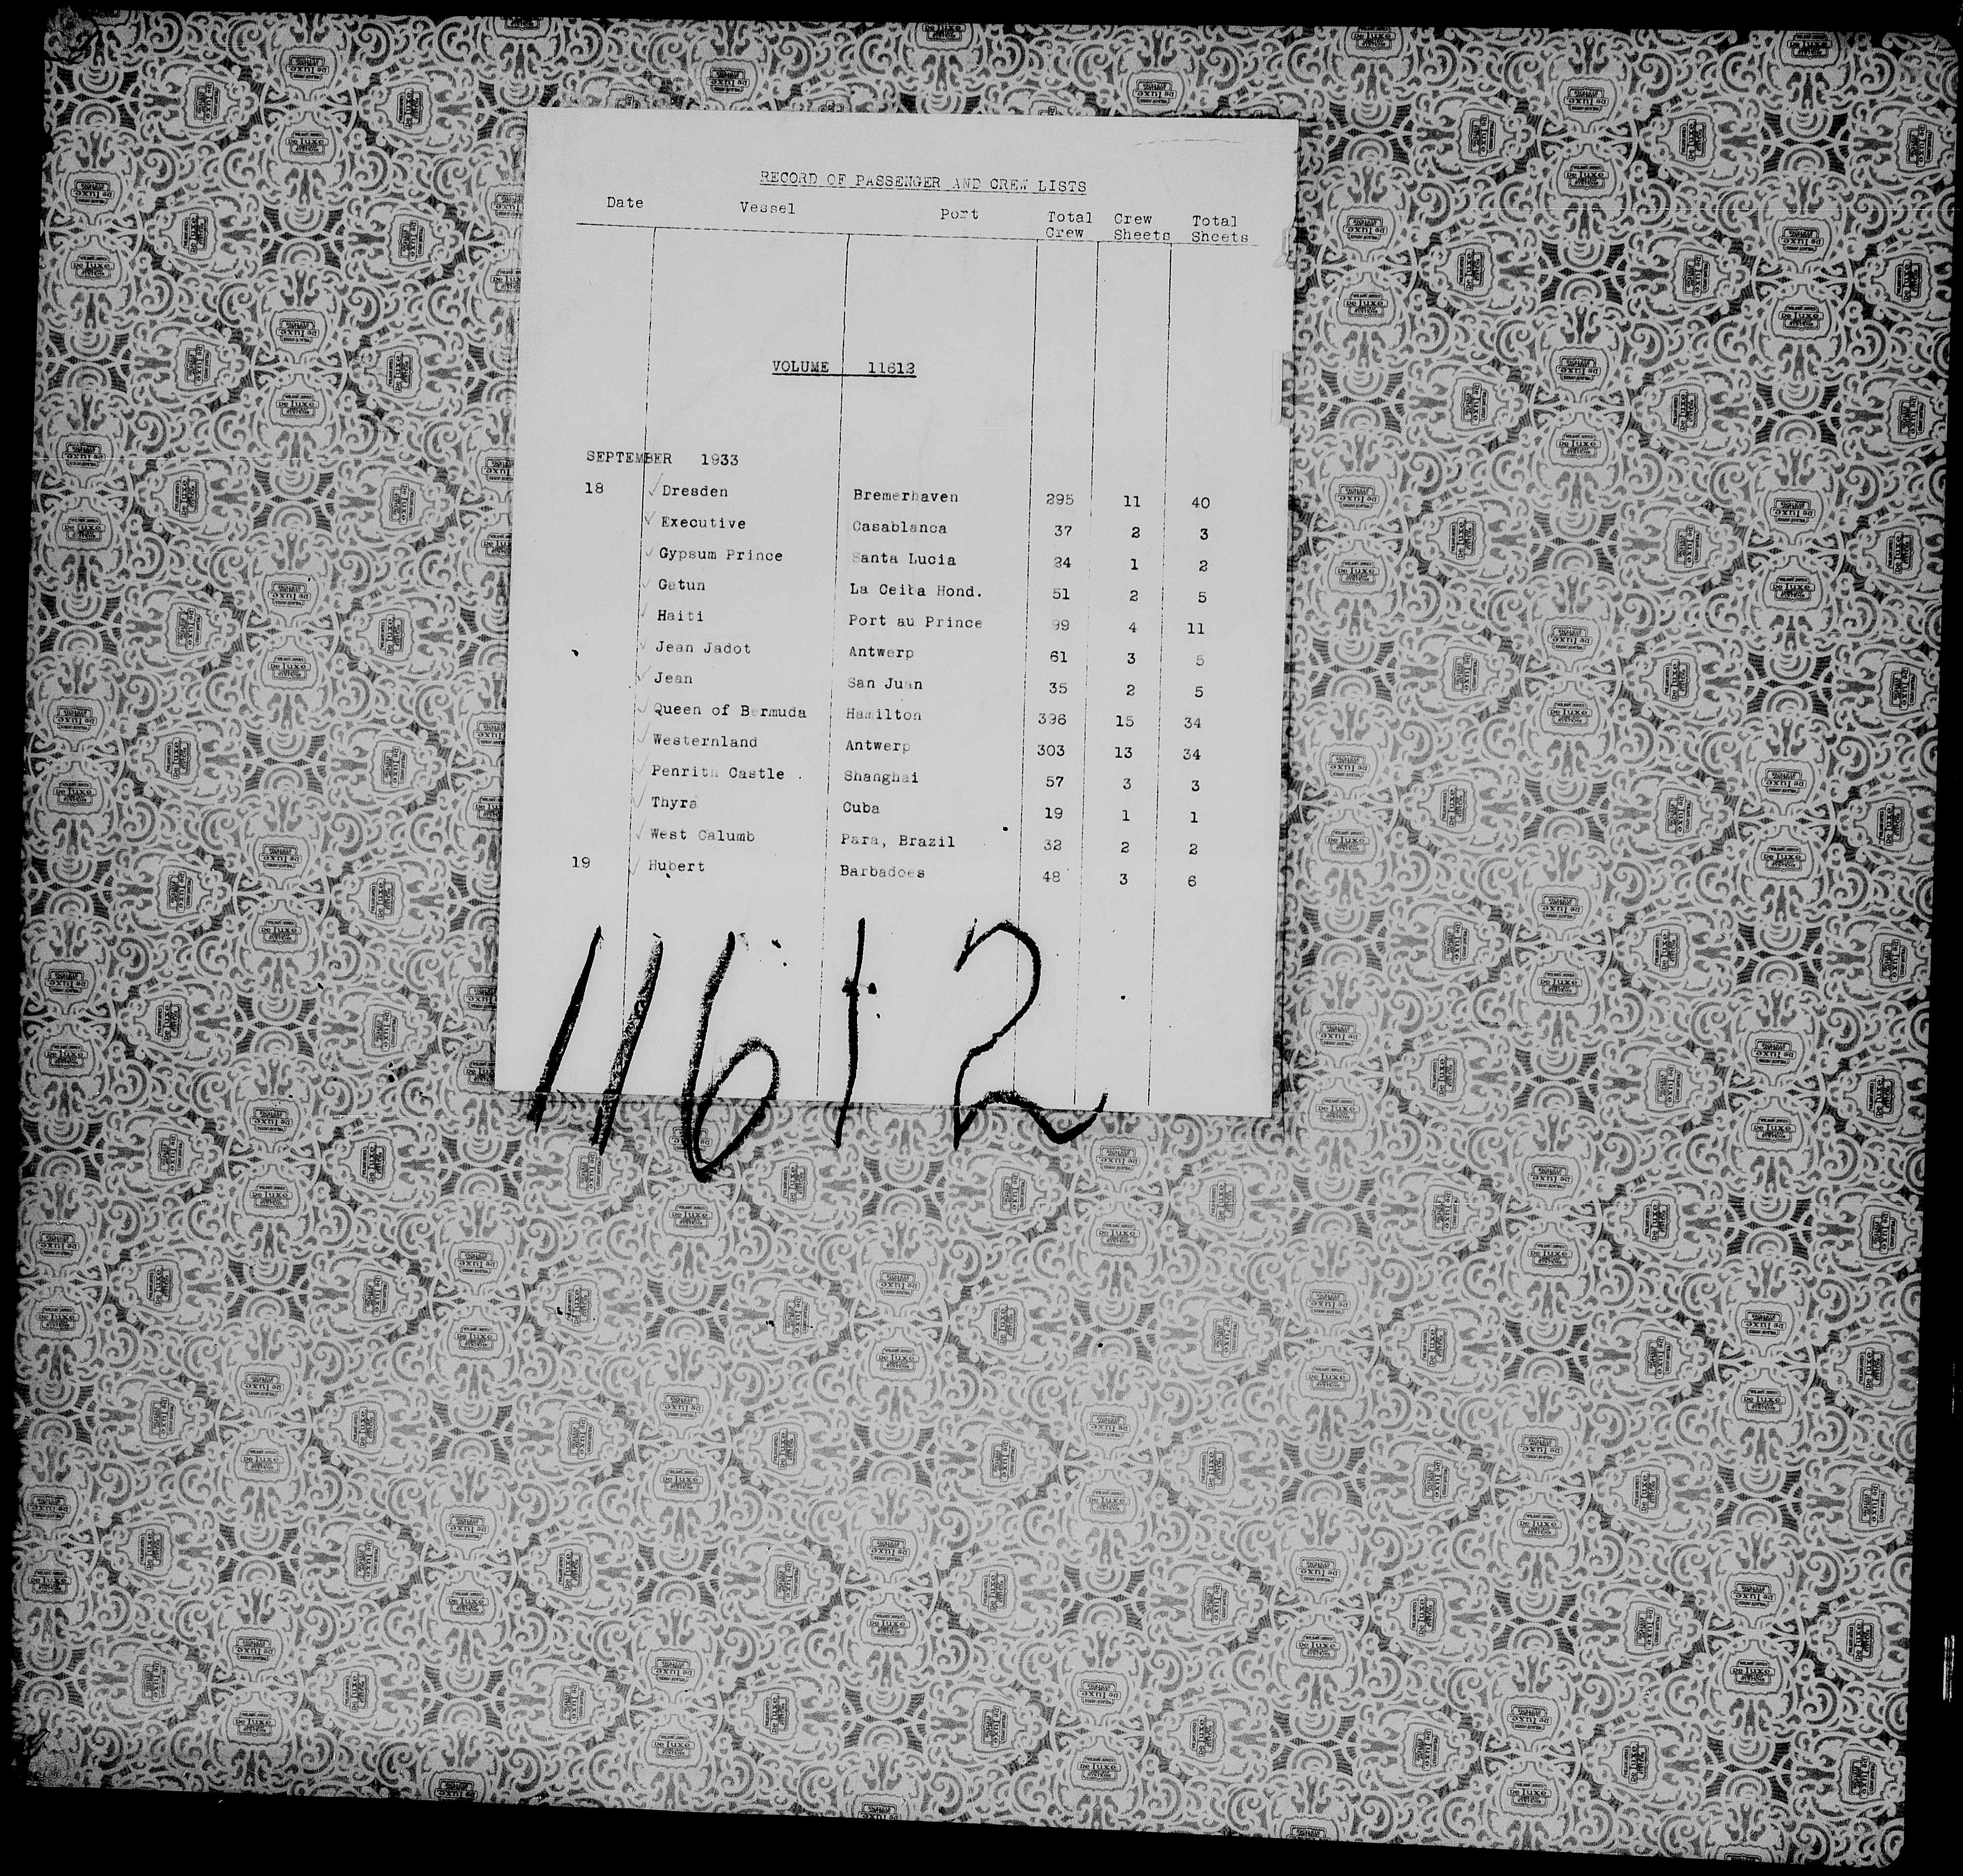 RECORD OF PASSENGER AND CREW LISTS
Date Vessel Port Total Crew Crew Sheets Total Sheets
VOLUME 11612
SEPTEMBER 1933
18 Dresden Bremerhaven 295 11 40
Executive Casablanca 37 2 3
Gypsum Prince Santa Lucia 24 1 2
Gatun La Ceiba Hond. 51 2 5
Haiti Port au Prince 99 4 11
Jean Jadot Antwerp 61 3 5
Jean San Juan 35 2 5
Queen of Bermuda Hamilton 396 15 34
Westernland Antwerp 303 13 34
Penrith Castle . Shanghai 57 3 3
Thyra Cuba 19 1 1
West Calumb Para, Brazil 32 2 2
19 Hubert Barbadoes 48 3 6
11612
De luxe